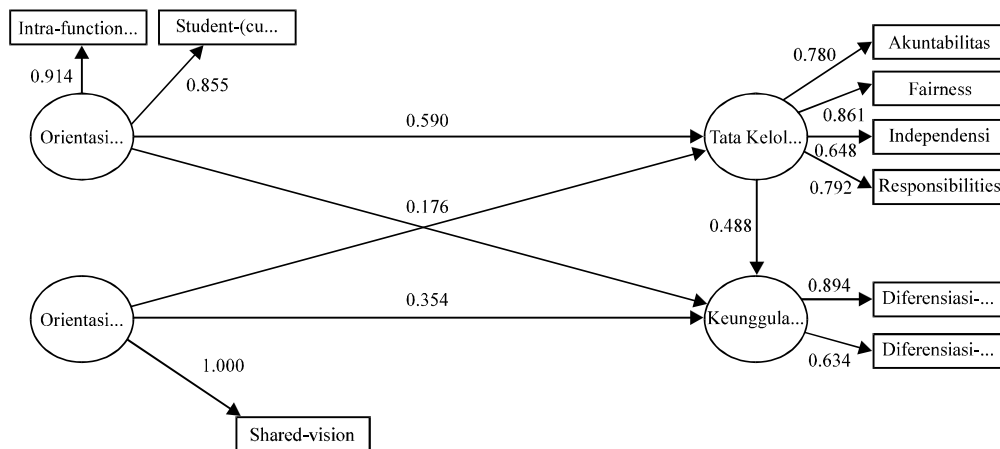 Intra-function...
Student-(cu...
0.914
0.855
Orientasi...
0.590
Tata Kelol...
0.780
Akuntabilitas
Fairness
0.861
Independensi
0.648
Responsibilities
0.792
0.176
0.488
Orientasi...
0.354
Keunggula...
0.894
Diferensiasi-...
Diferensiasi-...
0.634
1.000
Shared-vision